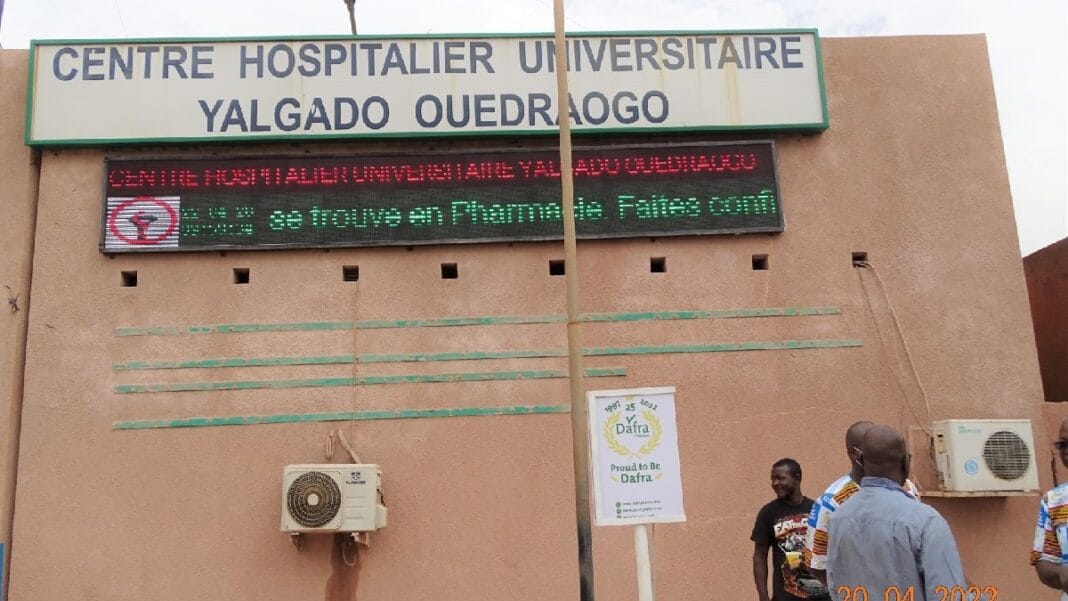 CENTRE HOSPITALIER UNIVERSITAIRE
YALGADO OUEDRAOGO
CENTRE HOSPITALIER UNIVERSITAIRE YALGADO OUEDRAOGO
se trouve en Pharmacie. Faites confi
1997 25 2022
Dafra
Proud to Be
Dafra
20 04 2022